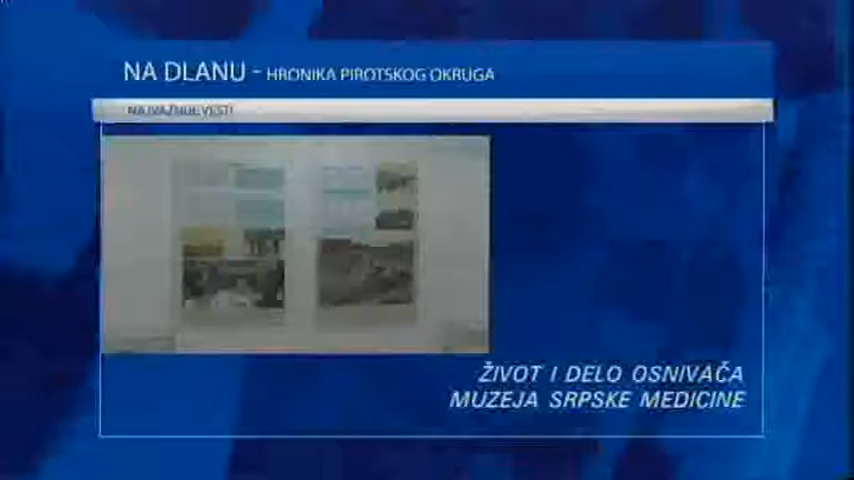 NA DLANU - HRONIKA PIROTSKOG OKRUGA
NAJVAŽNIJE VESTI
ŽIVOT I DELO OSNIVAČA
MUZEJA SRPSKE MEDICINE